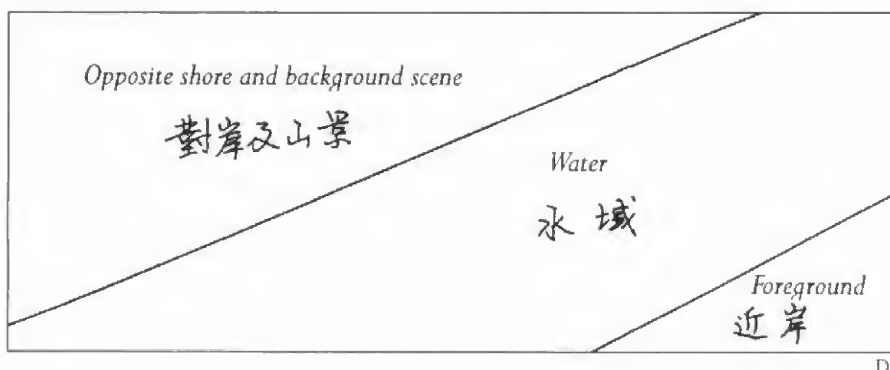 Opposite shore and background scene
對岸及山景
Water
水域
Foreground
近岸
D